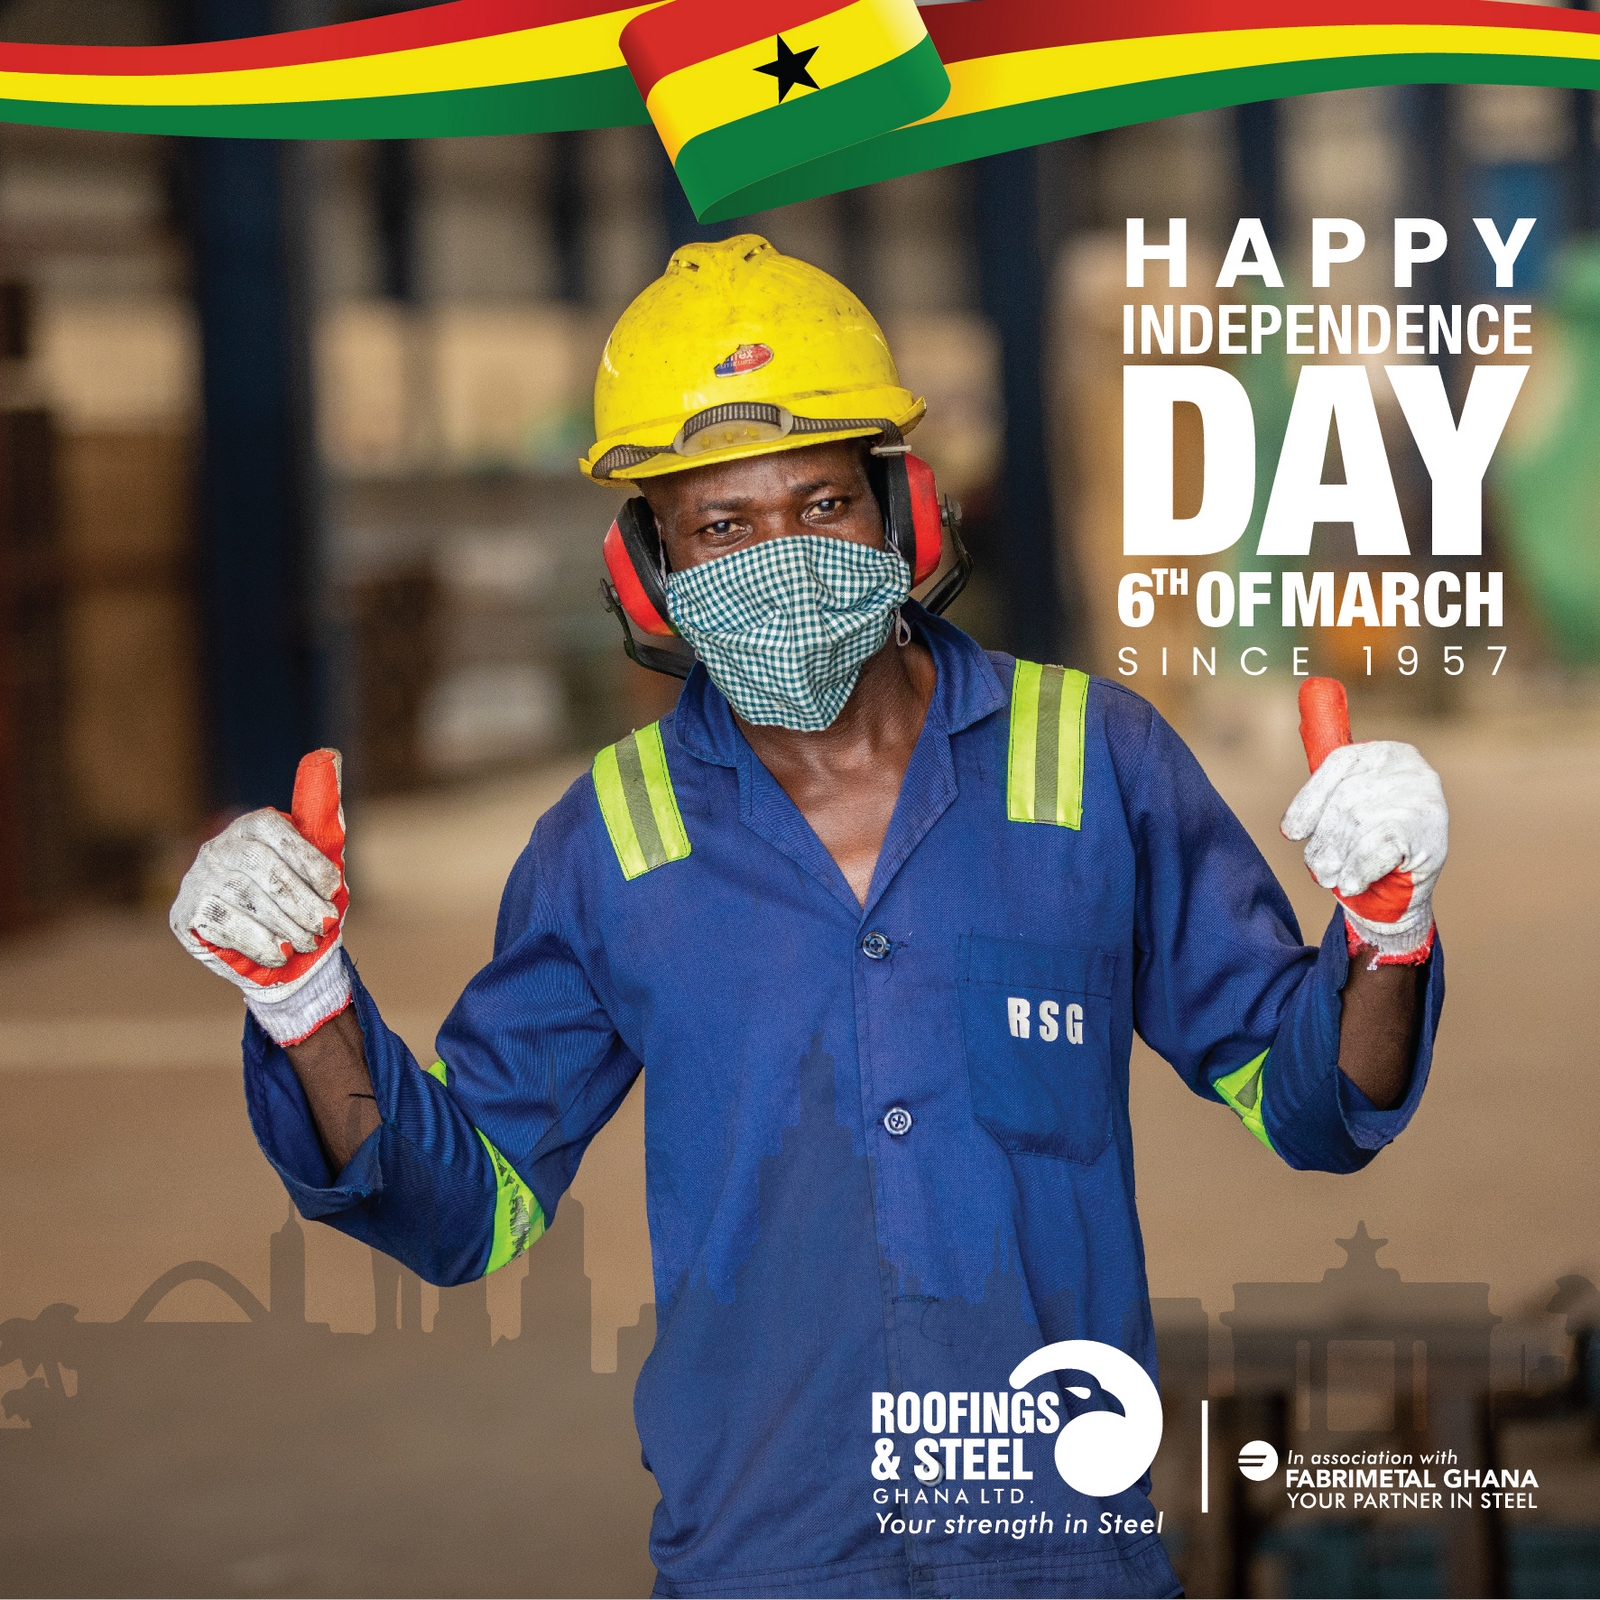 HAPPY
INDEPENDENCE
DAY
6TH OF MARCH
SINCE 1957
RSG
ROOFINGS
& STEEL
GHANA LTD.
Your strength in Steel
In association with
FABRIMETAL GHANA
YOUR PARTNER IN STEEL